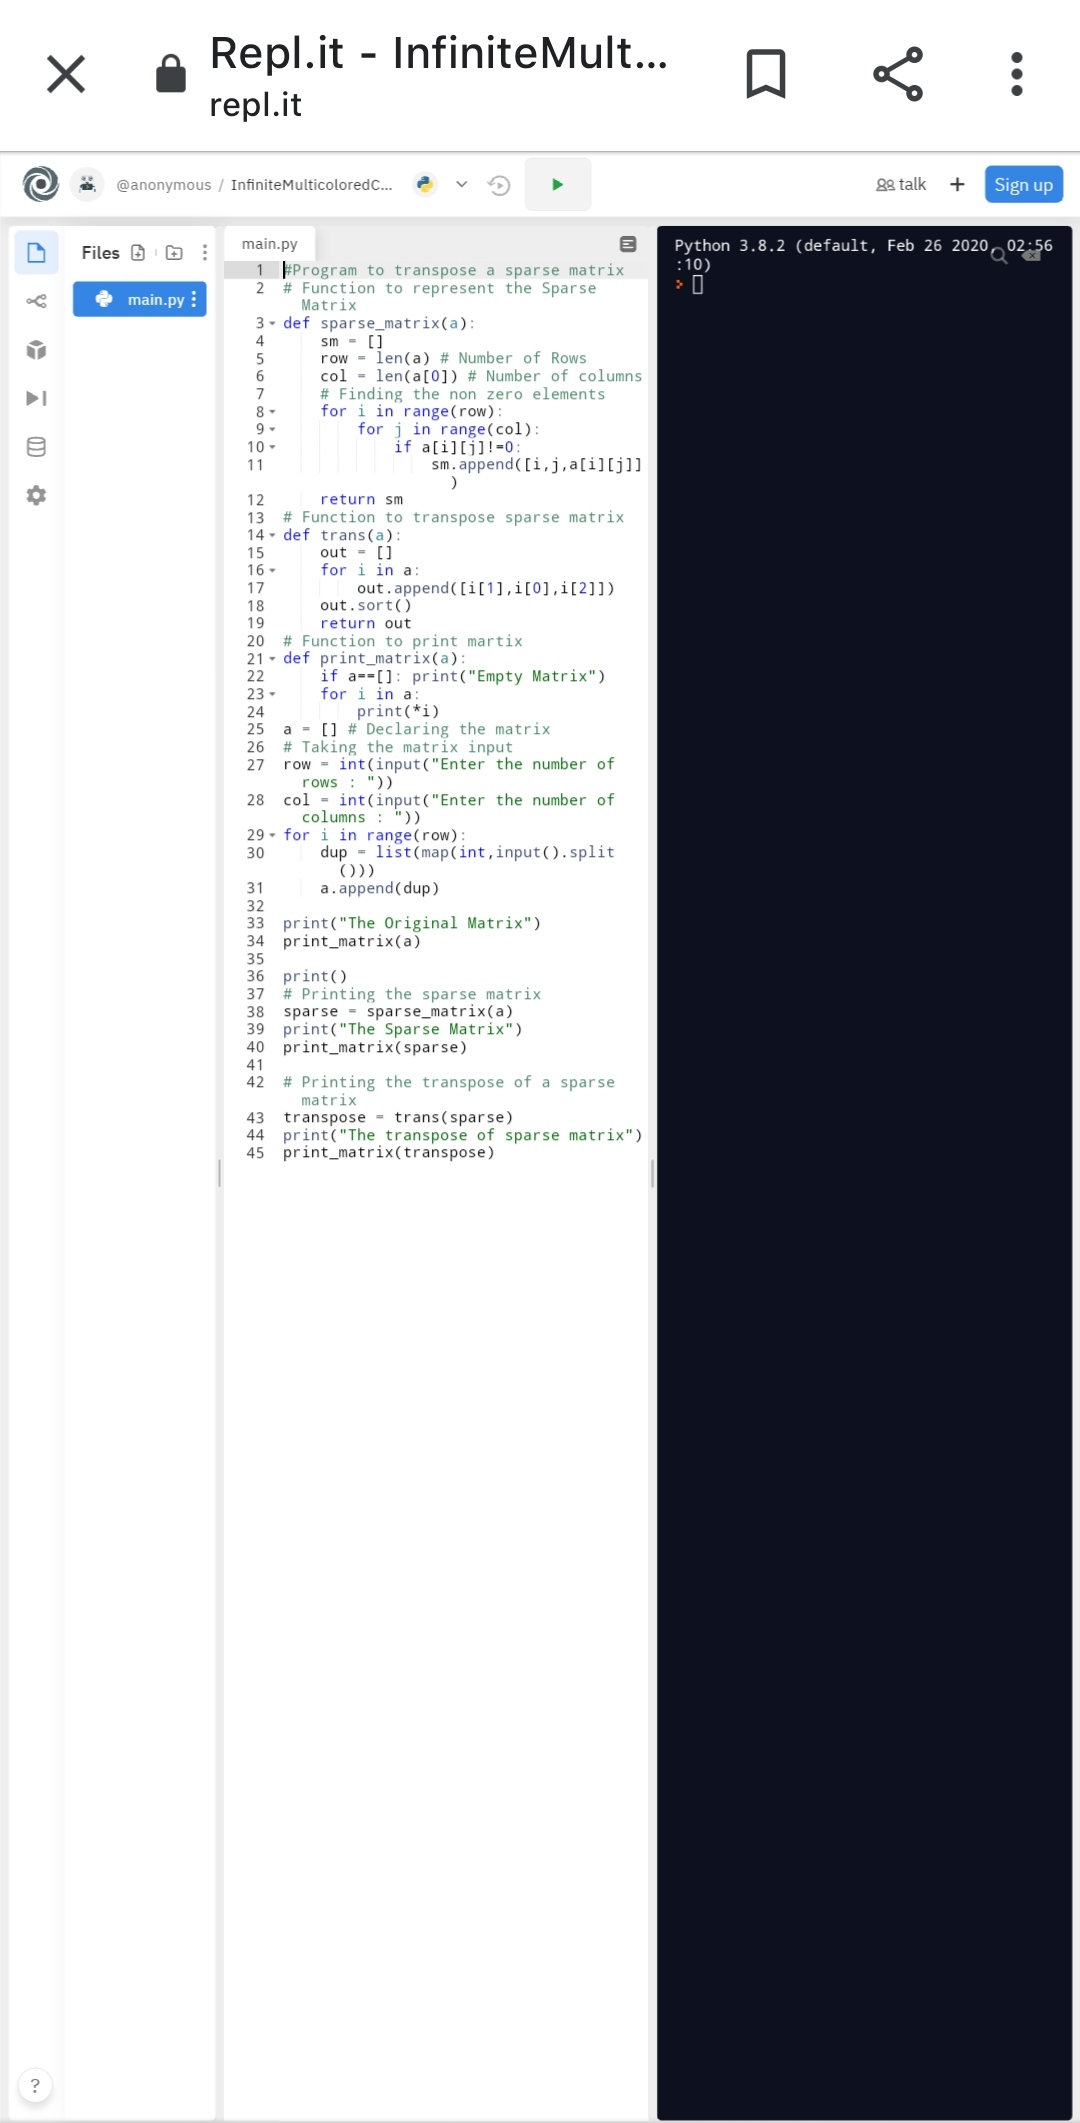 Repl.it - InfiniteMult...
repl.it
@anonymous / InfiniteMulticoloredC...
talk
+
Sign up
Files
main.py
main.py
1 #Program to transpose a sparse matrix
2 # Function to represent the Sparse
Matrix
3 def sparse_matrix(a):
4 sm = []
5 row = len(a) # Number of Rows
6 col = len(a[0]) # Number of columns
7 # Finding the non zero elements
8 for i in range(row):
9 for j in range(col):
10 if a[i][j]!=0:
11 sm.append([i,j,a[i][j]]
)
12 return sm
13 # Function to transpose sparse matrix
14 def trans(a):
15 out = []
16 for i in a:
17 out.append([i[1],i[0],i[2]])
18 out.sort()
19 return out
20 # Function to print martix
21 def print_matrix(a):
22 if a==[]: print("Empty Matrix")
23 for i in a:
24 print(*i)
25 a = [] # Declaring the matrix
26 # Taking the matrix input
27 row = int(input("Enter the number of
rows : "))
28 col = int(input("Enter the number of
columns : "))
29 for i in range(row):
30 dup = list(map(int,input().split
()))
31 a.append(dup)
32
33 print("The Original Matrix")
34 print_matrix(a)
35
36 print()
37 # Printing the sparse matrix
38 sparse = sparse_matrix(a)
39 print("The Sparse Matrix")
40 print_matrix(sparse)
41
42 # Printing the transpose of a sparse
matrix
43 transpose = trans(sparse)
44 print("The transpose of sparse matrix")
45 print_matrix(transpose)
Python 3.8.2 (default, Feb 26 2020, 02:56
:10)
?